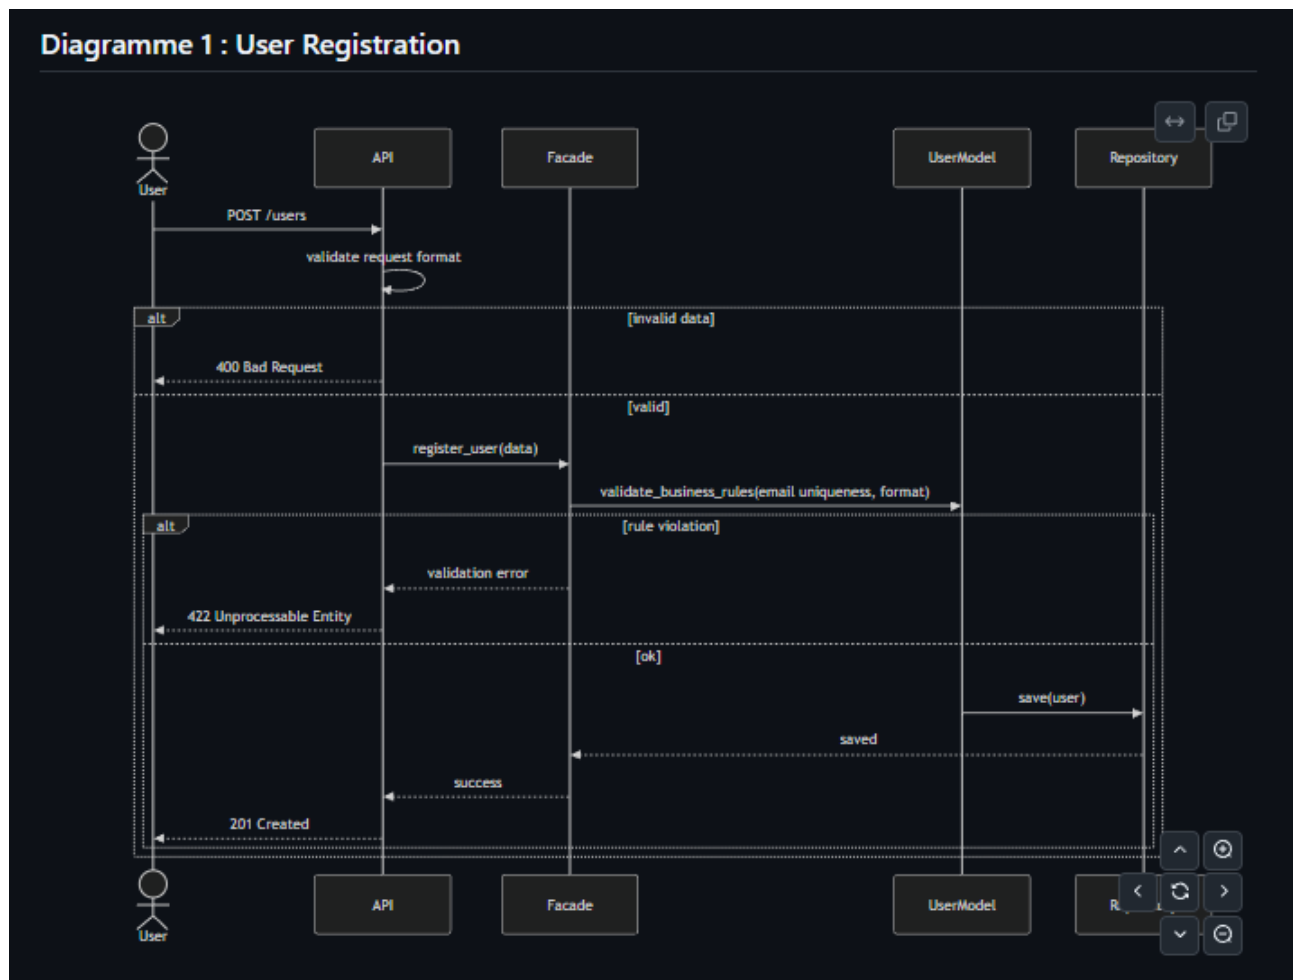 Diagramme 1 : User Registration
User
API
Facade
UserModel
Repository
POST /users
validate request format
alt
[invalid data]
400 Bad Request
[valid]
register_user(data)
validate_business_rules(email uniqueness, format)
alt
[rule violation]
validation error
422 Unprocessable Entity
[ok]
save(user)
saved
success
201 Created
User
API
Facade
UserModel